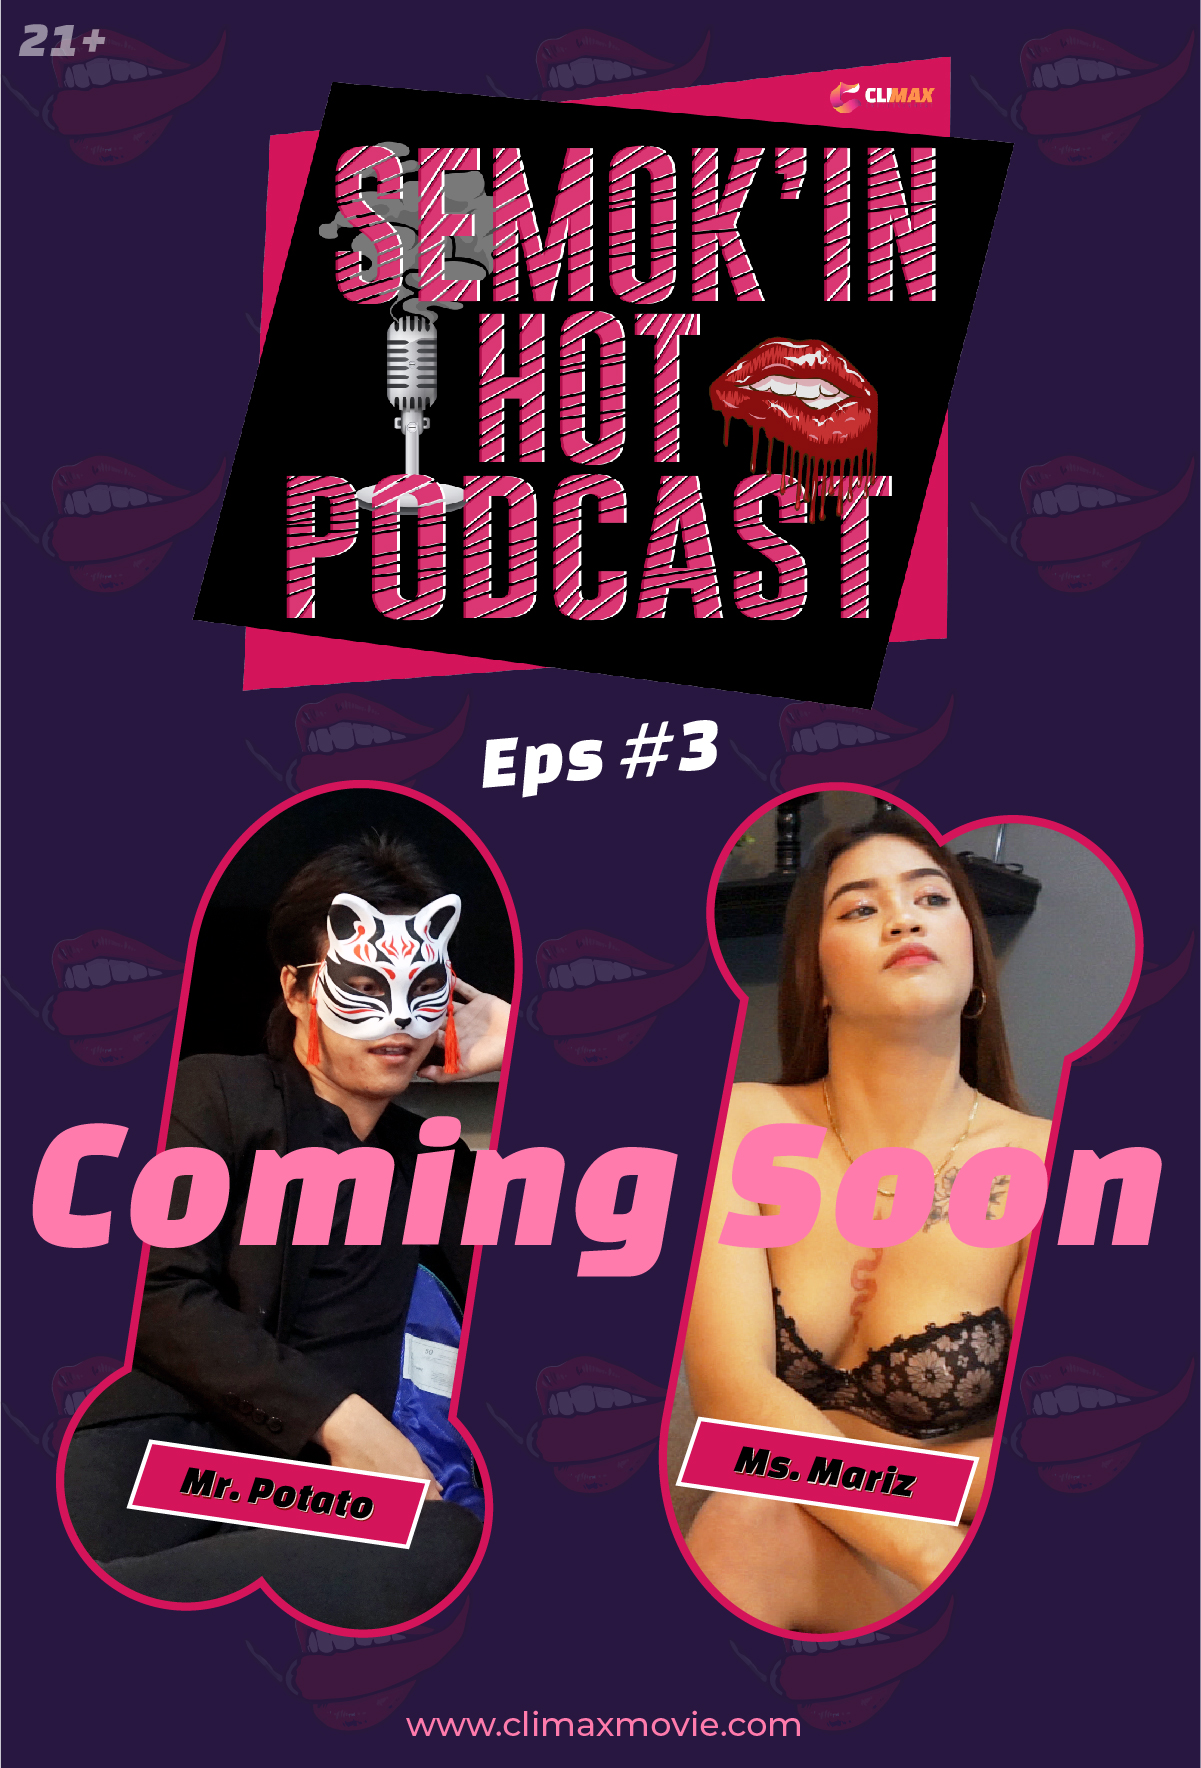 21+
CLIMAX
SEMOK'IN
HOT
PODCAST
Eps #3
Coming Soon
Mr. Potato
Ms. Mariz
www.climaxmovie.com